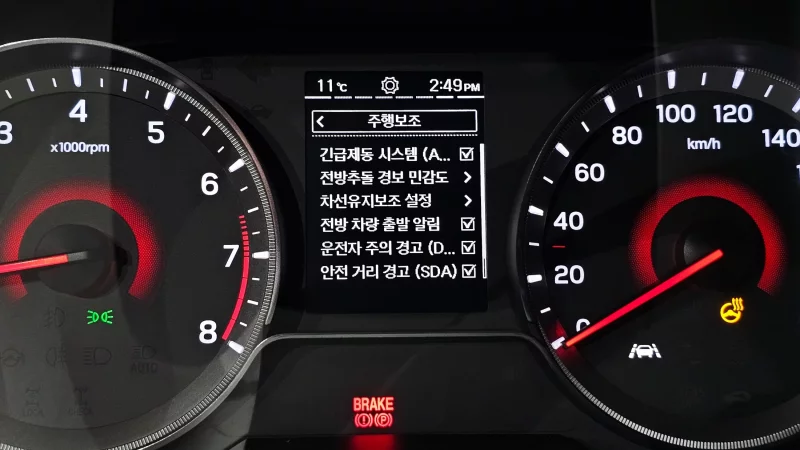 11℃ 2:49PM
주행보조
긴급제동 시스템 (A...
전방추돌 경보 민감도
차선유지보조 설정
전방 차량 출발 알림
운전자 주의 경고 (D...
안전 거리 경고 (SDA)
3 4 5 6 7 8
x1000rpm
0 20 40 60 80 100 120 140
km/h
AUTO
LOCK
CHECK
BRAKE
(!) (P)